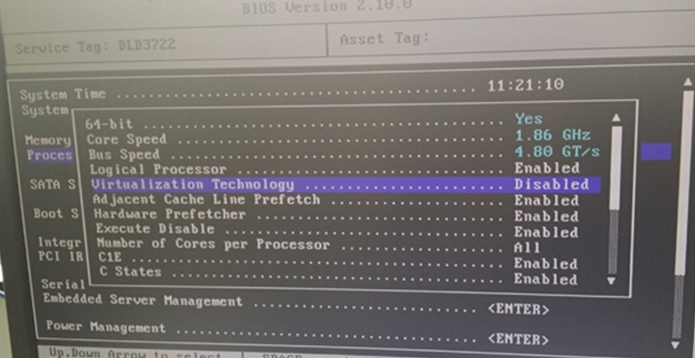 BIOS Version 2.10.0
Service Tag: DLD3722 Asset Tag:
System Time ............................................. 11:21:10
System
64-bit ............................................. Yes
Core Speed ............................................. 1.86 GHz
Memory
Bus Speed ............................................. 4.80 GT/s
Proces
Logical Processor ............................................. Enabled
Virtualization Technology ............................................. Disabled
SATA S
Adjacent Cache Line Prefetch ............................................. Enabled
Hardware Prefetcher ............................................. Enabled
Boot S
Execute Disable ............................................. Enabled
Number of Cores per Processor ............................................. All
Integr
C1E ............................................. Enabled
PCI IR
C States ............................................. Enabled
Serial
Embedded Server Management ............................................. <ENTER>
Power Management ............................................. <ENTER>
Up,Down Arrow to select SPACE